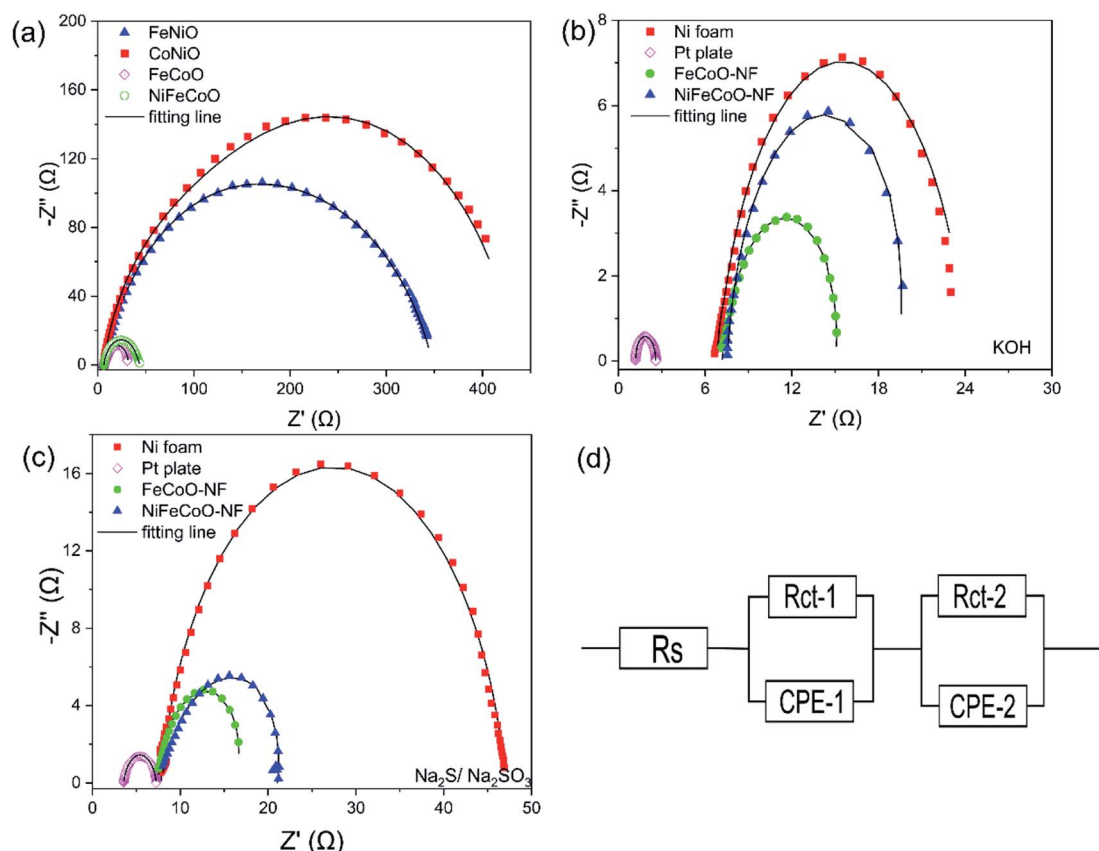 (a)
FeNiO
CoNiO
FeCoO
NiFeCoO
fitting line
-Z" (Ω)
200
160
120
80
40
0
0 100 200 300 400
Z' (Ω)
(b)
Ni foam
Pt plate
FeCoO-NF
NiFeCoO-NF
fitting line
KOH
-Z" (Ω)
8
6
4
2
0
0 6 12 18 24 30
Z' (Ω)
(c)
Ni foam
Pt plate
FeCoO-NF
NiFeCoO-NF
fitting line
Na₂S/ Na₂SO₃
-Z" (Ω)
16
12
8
4
0
0 10 20 30 40 50
Z' (Ω)
(d)
Rs
Rct-1
CPE-1
Rct-2
CPE-2